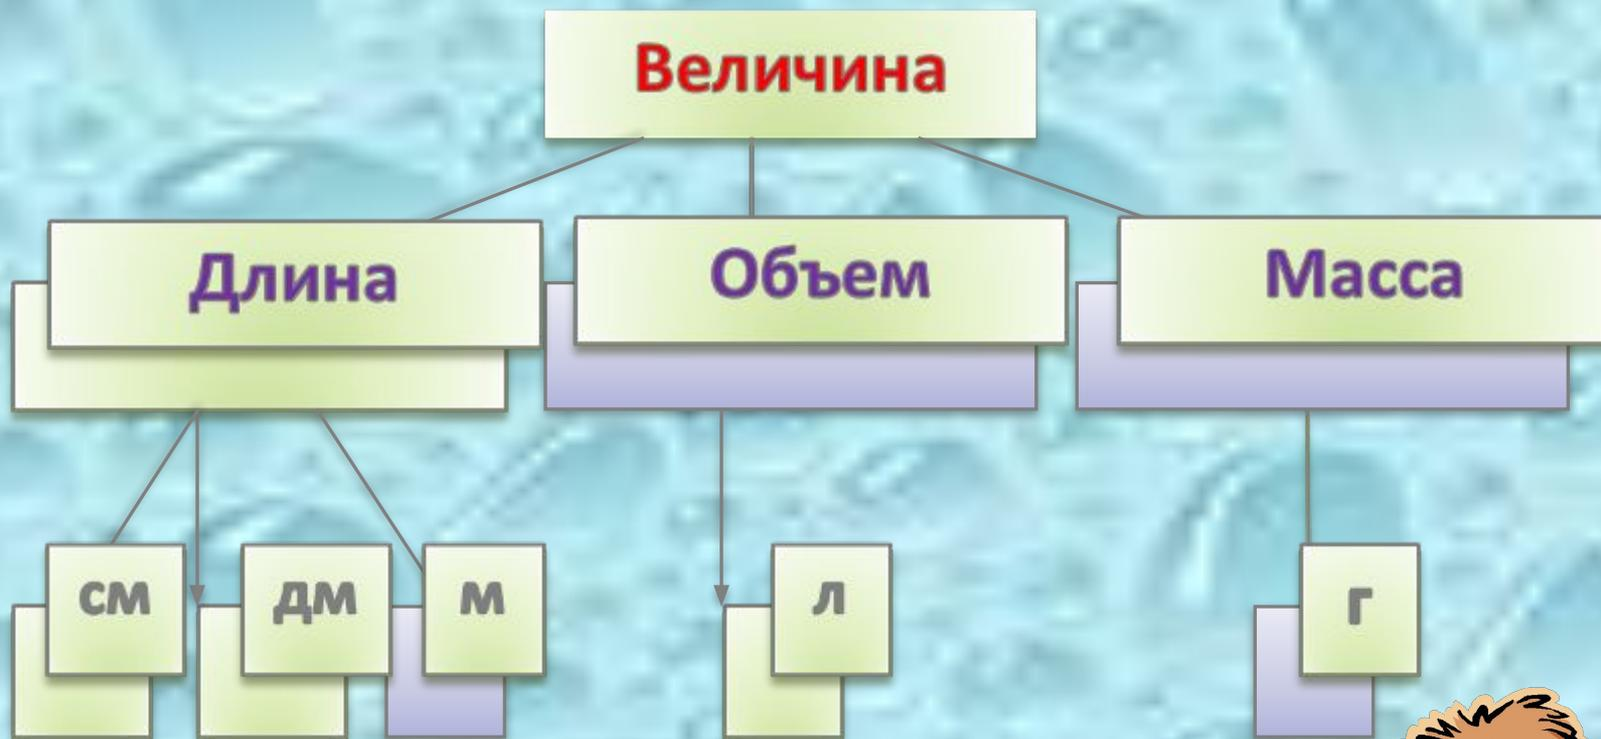 Величина
Длина
Объем
Масса
см
дм
м
л
г